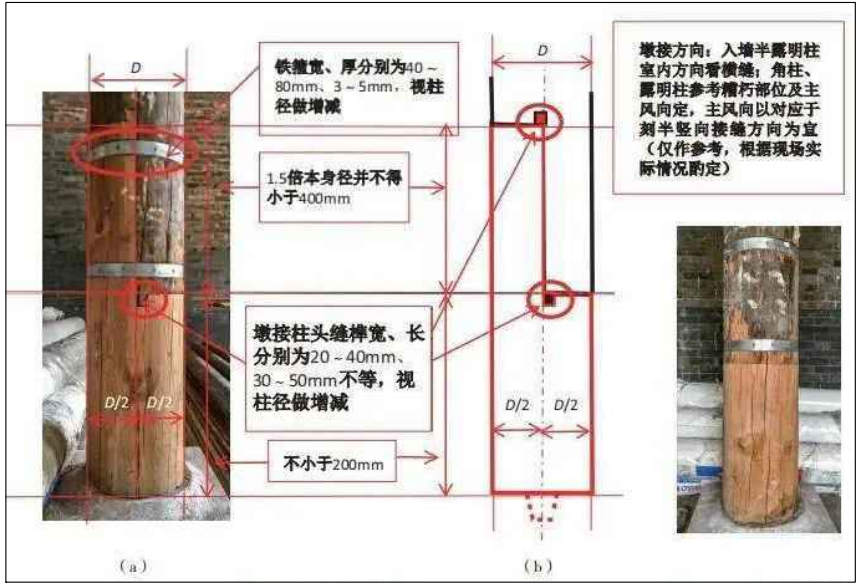 D
铁箍宽、厚分别为40～
80mm、3～5mm，视柱
径做增减
1.5倍本身径并不得
小于400mm
墩接柱头缝榫宽、长
分别为20～40mm、
30～50mm不等，视
柱径做增减
D/2
D/2
不小于200mm
(a)
D
D/2
D/2
(b)
墩接方向：入墙半露明柱
室内方向看横缝；角柱、
露明柱参考糟朽部位及主
风向定，主风向以对应于
刻半竖向接缝方向为宜
（仅作参考，根据现场实
际情况酌定）